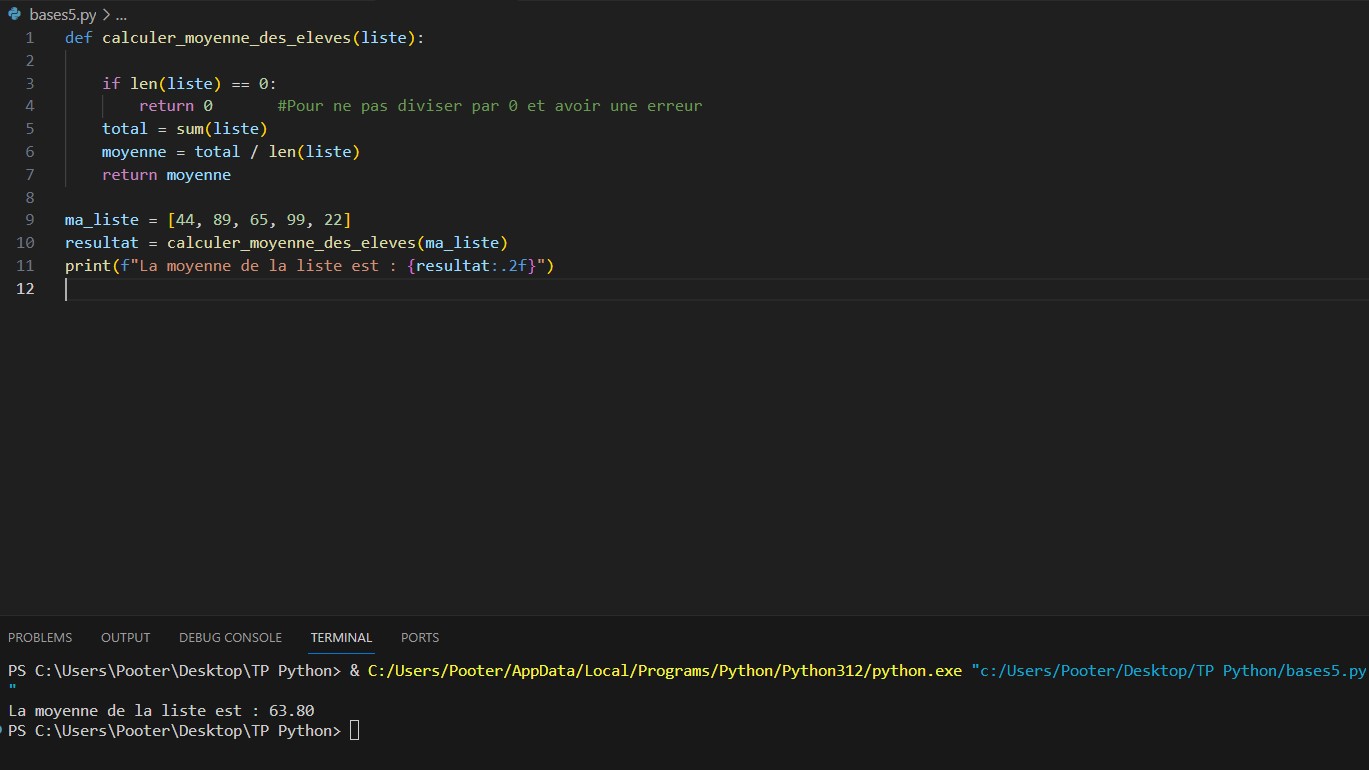 bases5.py > ...
1 def calculer_moyenne_des_eleves(liste):
2
3     if len(liste) == 0:
4         return 0       #Pour ne pas diviser par 0 et avoir une erreur
5     total = sum(liste)
6     moyenne = total / len(liste)
7     return moyenne
8
9 ma_liste = [44, 89, 65, 99, 22]
10 resultat = calculer_moyenne_des_eleves(ma_liste)
11 print(f"La moyenne de la liste est : {resultat:.2f}")
12
PROBLEMS OUTPUT DEBUG CONSOLE TERMINAL PORTS
PS C:\Users\Pooter\Desktop\TP Python> & C:/Users/Pooter/AppData/Local/Programs/Python/Python312/python.exe "c:/Users/Pooter/Desktop/TP Python/bases5.py
"
La moyenne de la liste est : 63.80
PS C:\Users\Pooter\Desktop\TP Python>